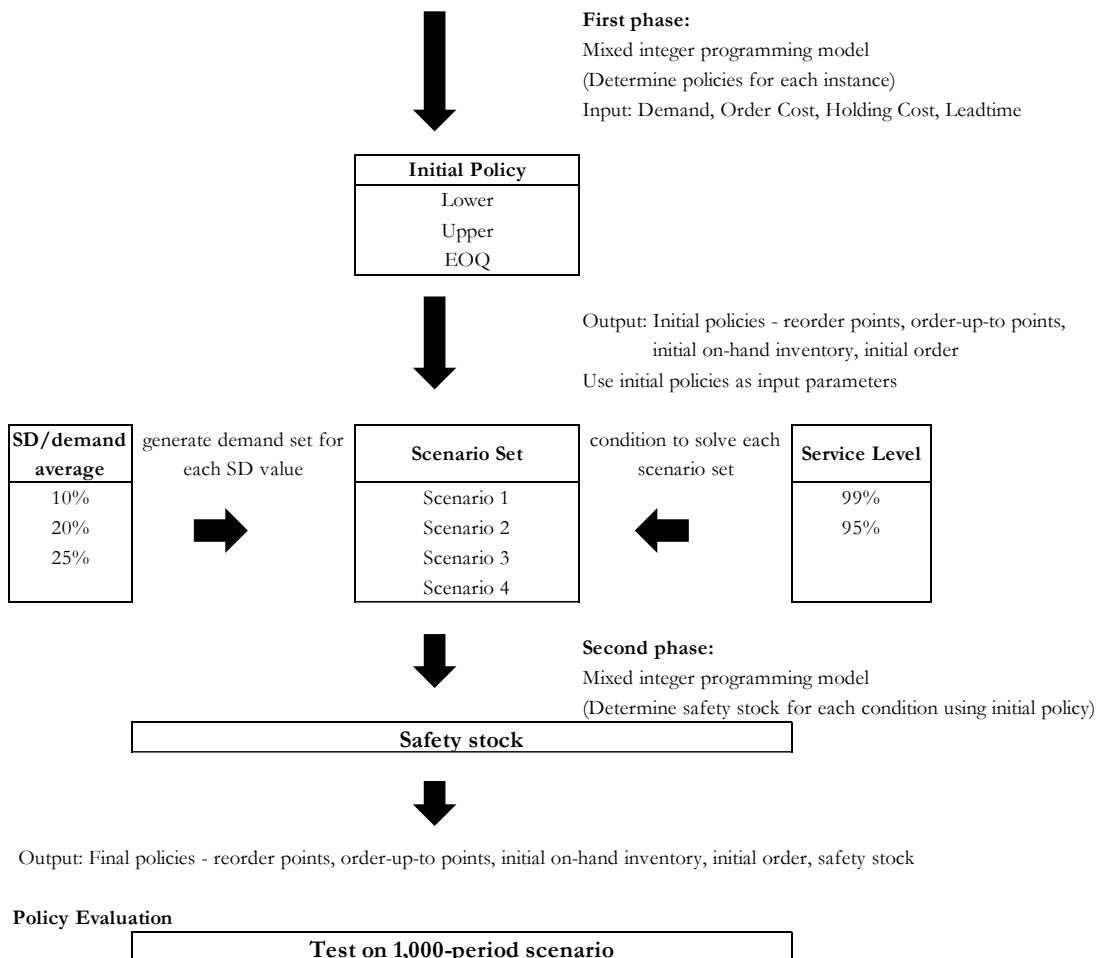 First phase:
Mixed integer programming model
(Determine policies for each instance)
Input: Demand, Order Cost, Holding Cost, Leadtime
Initial Policy
Lower
Upper
EOQ
Output: Initial policies - reorder points, order-up-to points,
initial on-hand inventory, initial order
Use initial policies as input parameters
SD/demand
average
10%
20%
25%
generate demand set for
each SD value
Scenario Set
Scenario 1
Scenario 2
Scenario 3
Scenario 4
condition to solve each
scenario set
Service Level
99%
95%
Second phase:
Mixed integer programming model
(Determine safety stock for each condition using initial policy)
Safety stock
Output: Final policies - reorder points, order-up-to points, initial on-hand inventory, initial order, safety stock
Policy Evaluation
Test on 1,000-period scenario